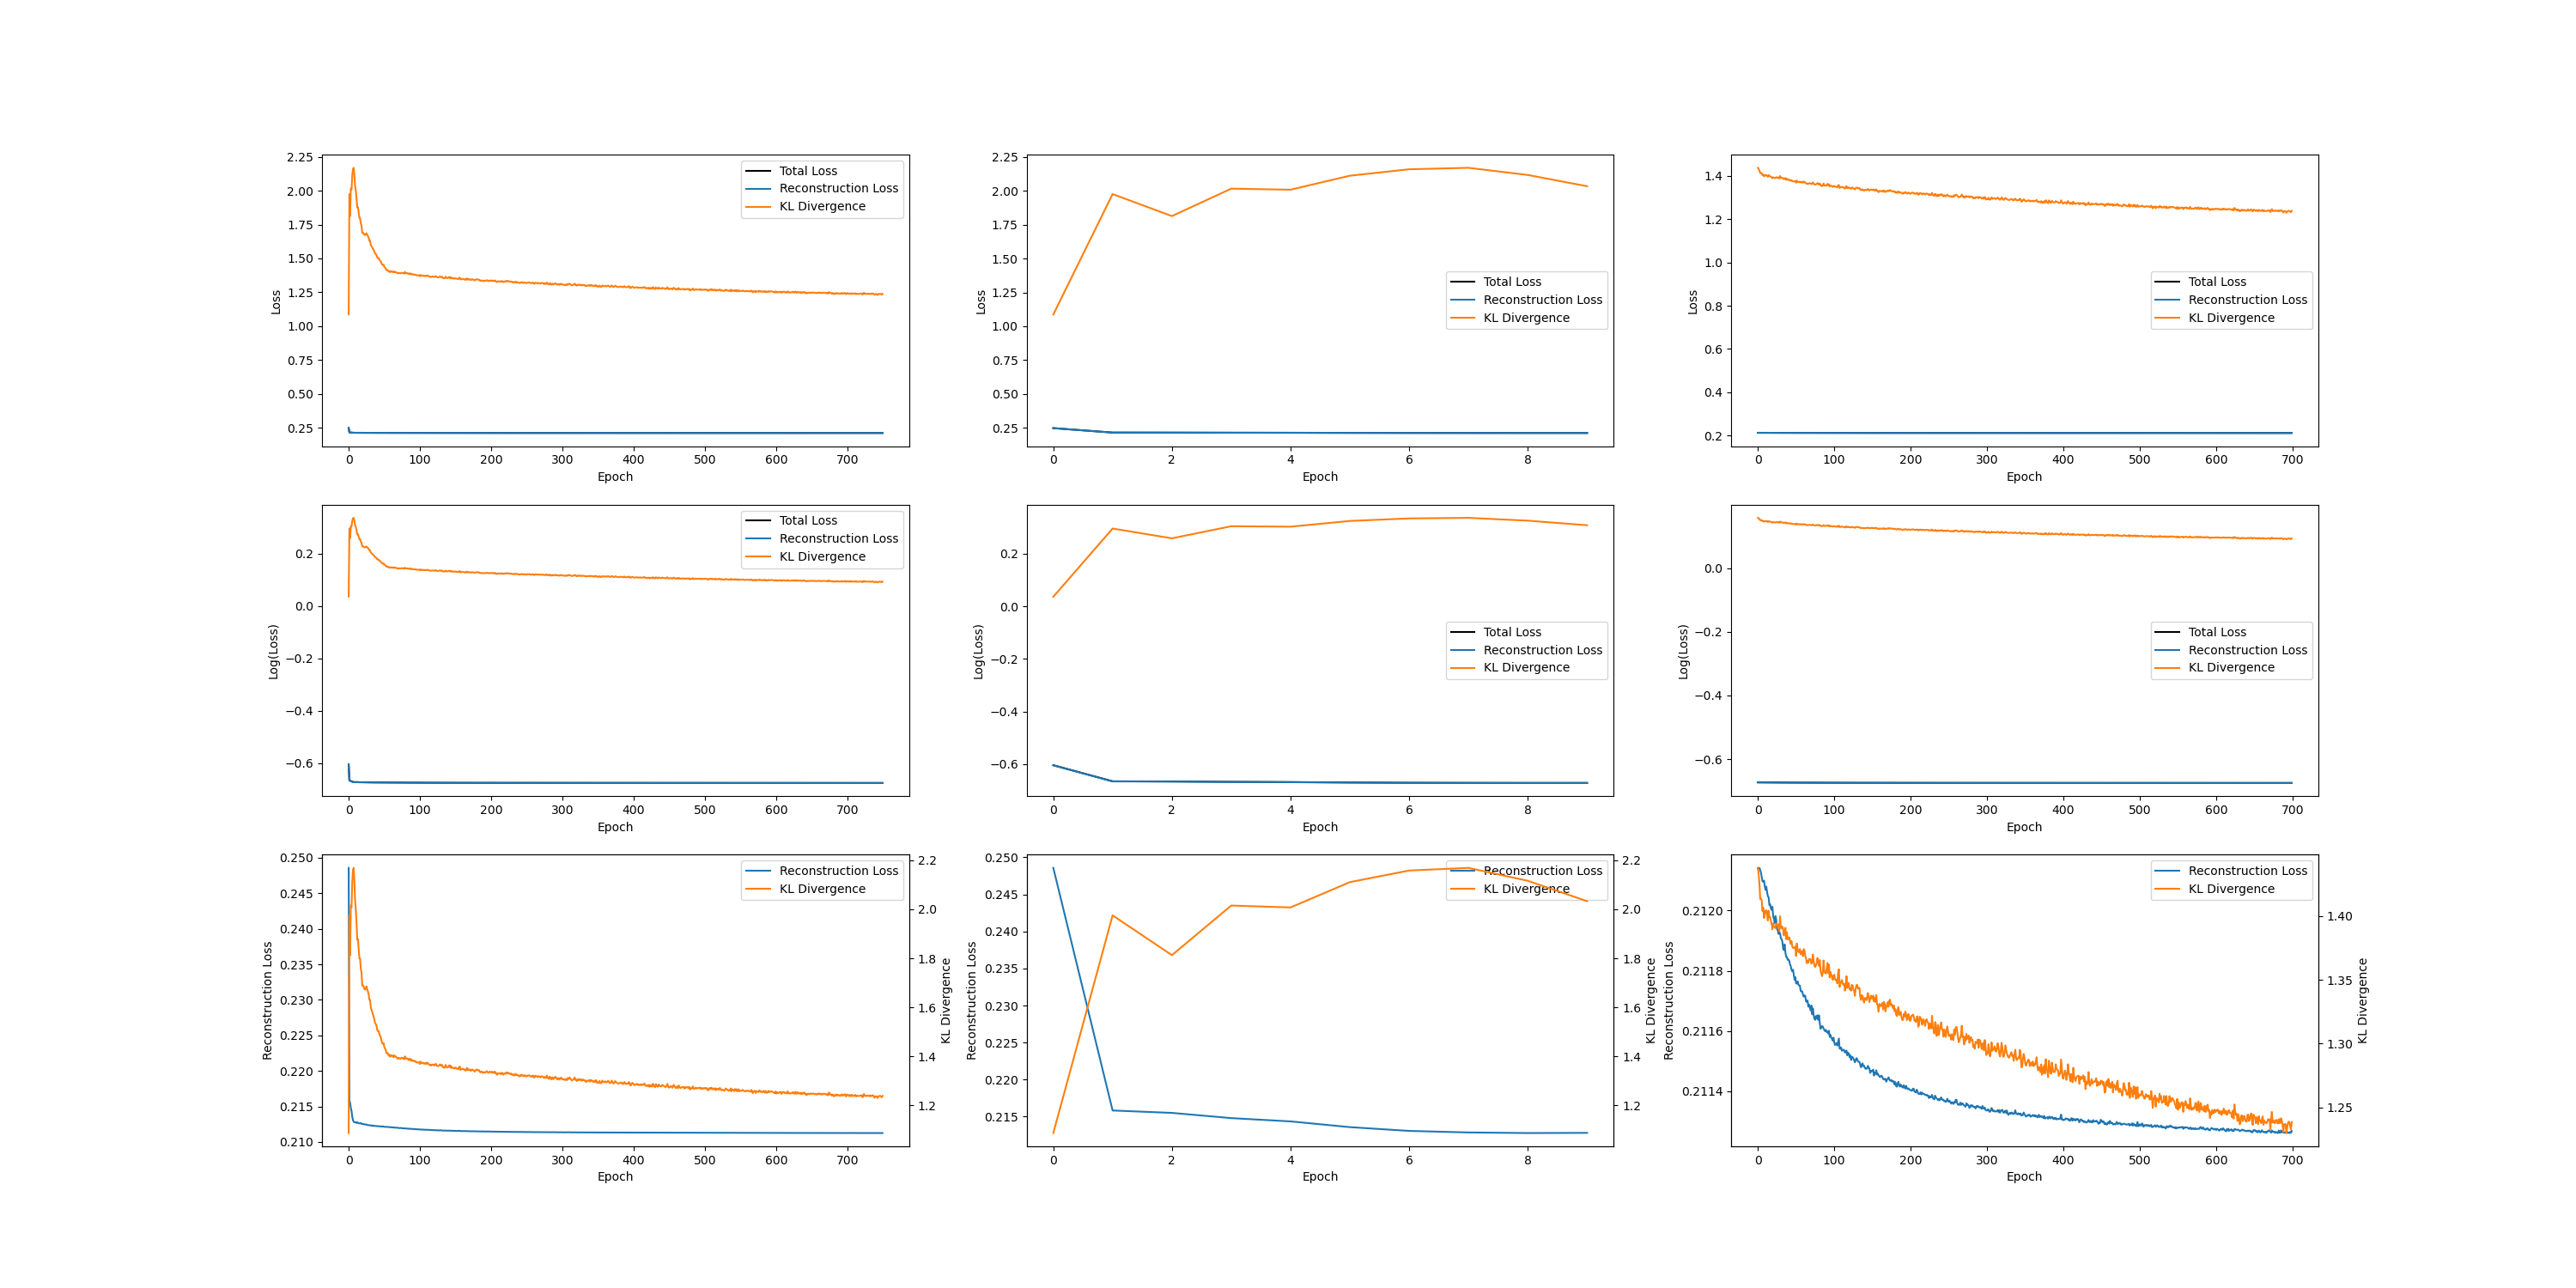 2.25
2.00
1.75
1.50
1.25
1.00
0.75
0.50
0.25
Loss
0 100 200 300 400 500 600 700
Epoch
Total Loss
Reconstruction Loss
KL Divergence
2.25
2.00
1.75
1.50
1.25
1.00
0.75
0.50
0.25
Loss
0 2 4 6 8
Epoch
Total Loss
Reconstruction Loss
KL Divergence
1.4
1.2
1.0
0.8
0.6
0.4
0.2
Loss
0 100 200 300 400 500 600 700
Epoch
Total Loss
Reconstruction Loss
KL Divergence
0.2
0.0
−0.2
−0.4
−0.6
Log(Loss)
0 100 200 300 400 500 600 700
Epoch
Total Loss
Reconstruction Loss
KL Divergence
0.2
0.0
−0.2
−0.4
−0.6
Log(Loss)
0 2 4 6 8
Epoch
Total Loss
Reconstruction Loss
KL Divergence
0.0
−0.2
−0.4
−0.6
Log(Loss)
0 100 200 300 400 500 600 700
Epoch
Total Loss
Reconstruction Loss
KL Divergence
0.250
0.245
0.240
0.235
0.230
0.225
0.220
0.215
0.210
Reconstruction Loss
0 100 200 300 400 500 600 700
Epoch
Reconstruction Loss
KL Divergence
2.2
2.0
1.8
1.6
1.4
1.2
KL Divergence
0.250
0.245
0.240
0.235
0.230
0.225
0.220
0.215
Reconstruction Loss
0 2 4 6 8
Epoch
Reconstruction Loss
KL Divergence
2.2
2.0
1.8
1.6
1.4
1.2
KL Divergence
0.2120
0.2118
0.2116
0.2114
Reconstruction Loss
0 100 200 300 400 500 600 700
Epoch
Reconstruction Loss
KL Divergence
1.40
1.35
1.30
1.25
KL Divergence